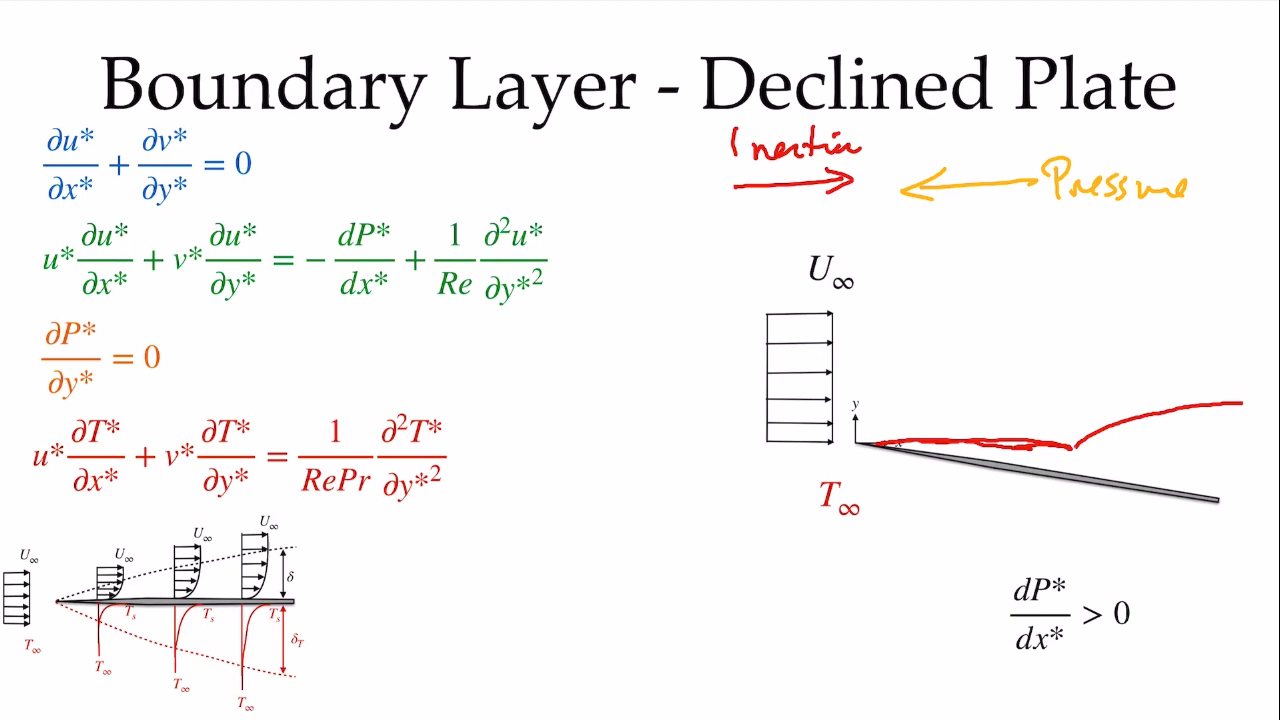 Boundary Layer - Declined Plate
∂u*/∂x* + ∂v*/∂y* = 0
Inertia
Pressure
u* ∂u*/∂x* + v* ∂u*/∂y* = − dP*/dx* + 1/Re ∂²u*/∂y*²
U∞
∂P*/∂y* = 0
y
x
u* ∂T*/∂x* + v* ∂T*/∂y* = 1/RePr ∂²T*/∂y*²
T∞
U∞ U∞ U∞ U∞
δ
dP*/dx* > 0
Ts Ts Ts
δT
T∞ T∞ T∞ T∞